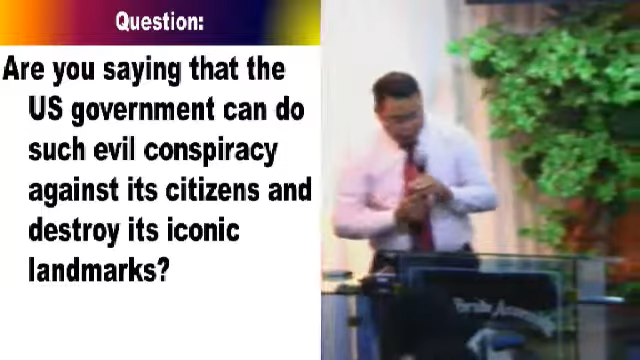 Question:
Are you saying that the
US government can do
such evil conspiracy
against its citizens and
destroy its iconic
landmarks?